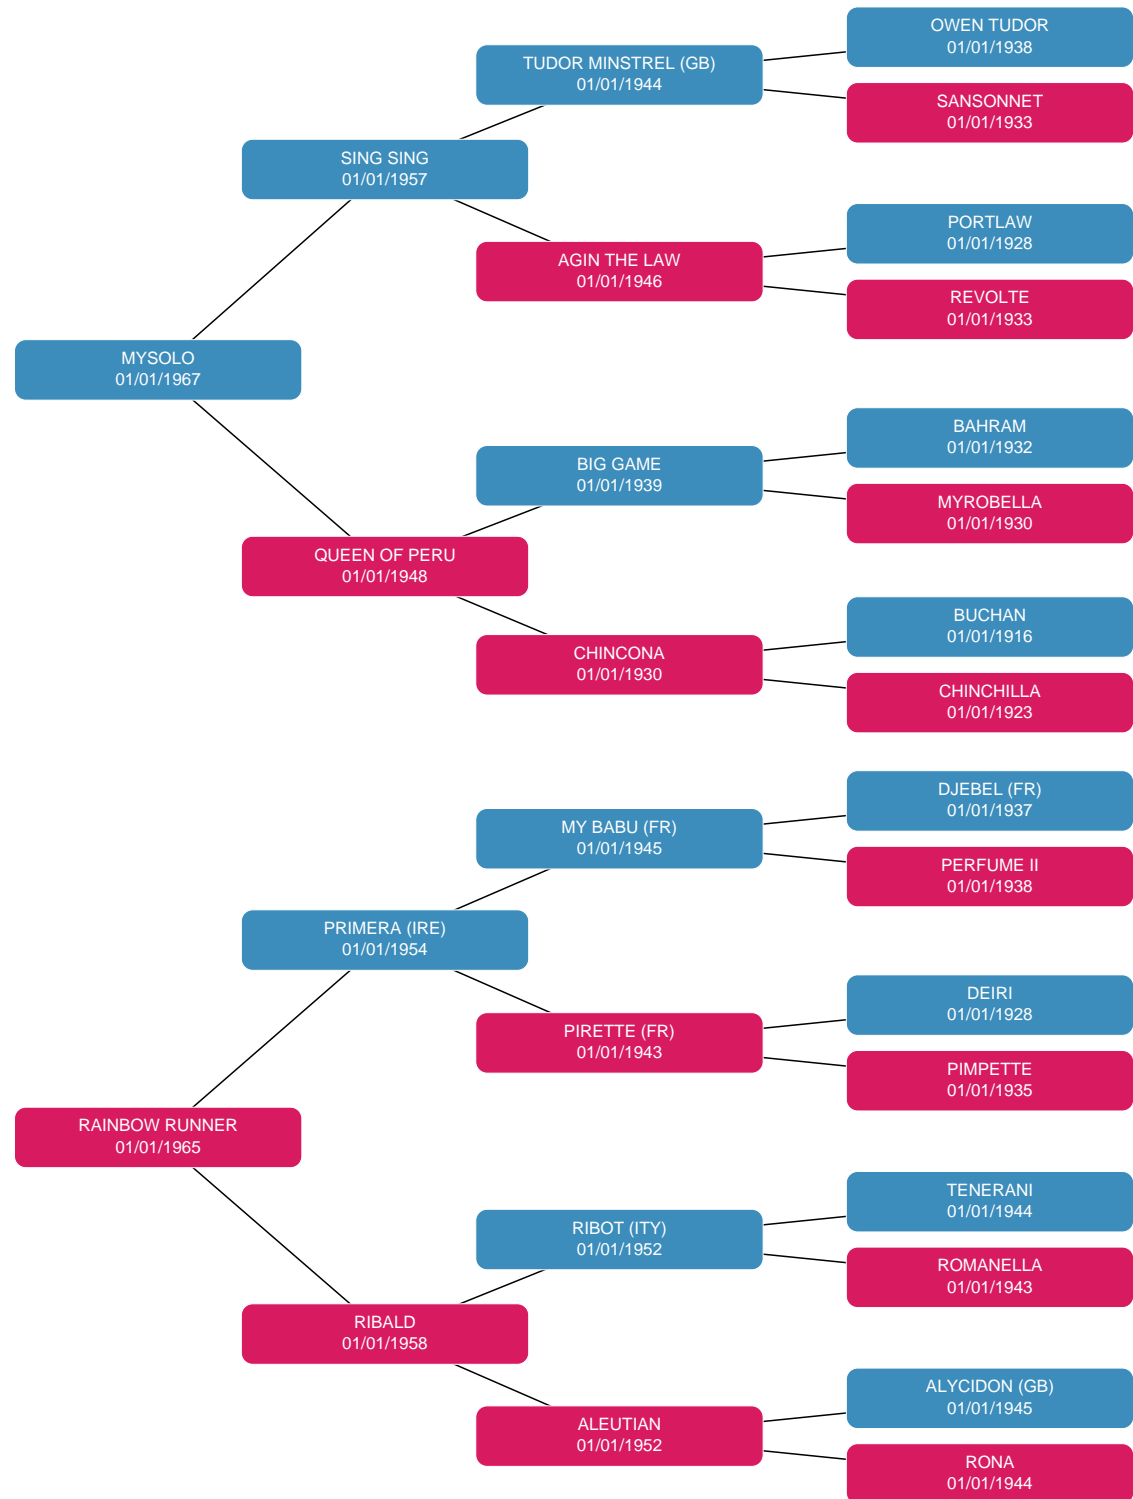 OWEN TUDOR
01/01/1938
TUDOR MINSTREL (GB)
01/01/1944
SANSONNET
01/01/1933
SING SING
01/01/1957
PORTLAW
01/01/1928
AGIN THE LAW
01/01/1946
REVOLTE
01/01/1933
MYSOLO
01/01/1967
BAHRAM
01/01/1932
BIG GAME
01/01/1939
MYROBELLA
01/01/1930
QUEEN OF PERU
01/01/1948
BUCHAN
01/01/1916
CHINCONA
01/01/1930
CHINCHILLA
01/01/1923
DJEBEL (FR)
01/01/1937
MY BABU (FR)
01/01/1945
PERFUME II
01/01/1938
PRIMERA (IRE)
01/01/1954
DEIRI
01/01/1928
PIRETTE (FR)
01/01/1943
PIMPETTE
01/01/1935
RAINBOW RUNNER
01/01/1965
TENERANI
01/01/1944
RIBOT (ITY)
01/01/1952
ROMANELLA
01/01/1943
RIBALD
01/01/1958
ALYCIDON (GB)
01/01/1945
ALEUTIAN
01/01/1952
RONA
01/01/1944